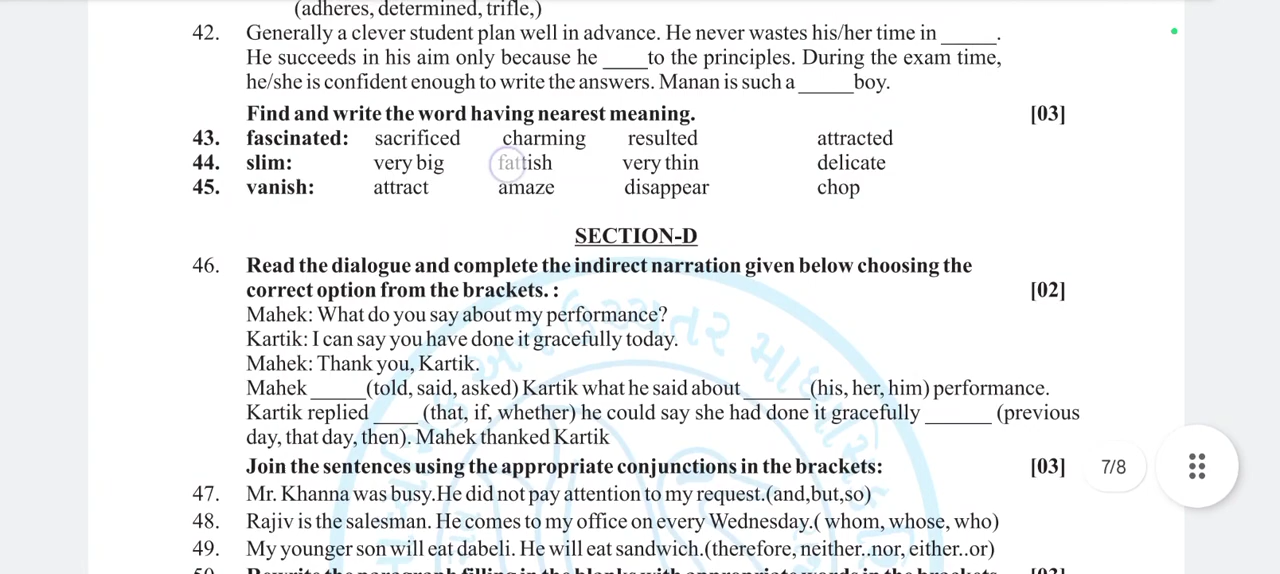 (adheres, determined, trifle,)
42. Generally a clever student plan well in advance. He never wastes his/her time in _____.
He succeeds in his aim only because he ____to the principles. During the exam time,
he/she is confident enough to write the answers. Manan is such a _____boy.
Find and write the word having nearest meaning. [03]
43. fascinated: sacrificed charming resulted attracted
44. slim: very big fattish very thin delicate
45. vanish: attract amaze disappear chop
SECTION-D
46. Read the dialogue and complete the indirect narration given below choosing the
correct option from the brackets. : [02]
Mahek: What do you say about my performance?
Kartik: I can say you have done it gracefully today.
Mahek: Thank you, Kartik.
Mahek _____(told, said, asked) Kartik what he said about ______(his, her, him) performance.
Kartik replied ____ (that, if, whether) he could say she had done it gracefully ______ (previous
day, that day, then). Mahek thanked Kartik
Join the sentences using the appropriate conjunctions in the brackets: [03] 7/8
47. Mr. Khanna was busy.He did not pay attention to my request.(and,but,so)
48. Rajiv is the salesman. He comes to my office on every Wednesday.( whom, whose, who)
49. My younger son will eat dabeli. He will eat sandwich.(therefore, neither..nor, either..or)